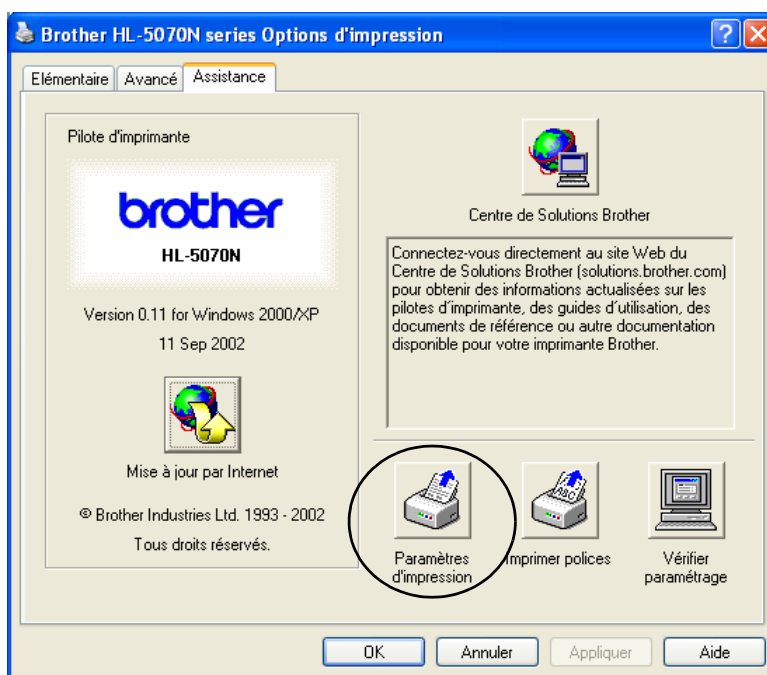 Brother HL-5070N series Options d'impression
Elémentaire Avancé Assistance
Pilote d'imprimante
brother
HL-5070N
Version 0.11 for Windows 2000/XP
11 Sep 2002
Mise à jour par Internet
© Brother Industries Ltd. 1993 - 2002
Tous droits réservés.
Centre de Solutions Brother
Connectez-vous directement au site Web du
Centre de Solutions Brother (solutions.brother.com)
pour obtenir des informations actualisées sur les
pilotes d'imprimante, des guides d'utilisation, des
documents de référence ou autre documentation
disponible pour votre imprimante Brother.
Paramètres
d'impression
ABC
Imprimer polices
Vérifier
paramétrage
OK Annuler Appliquer Aide